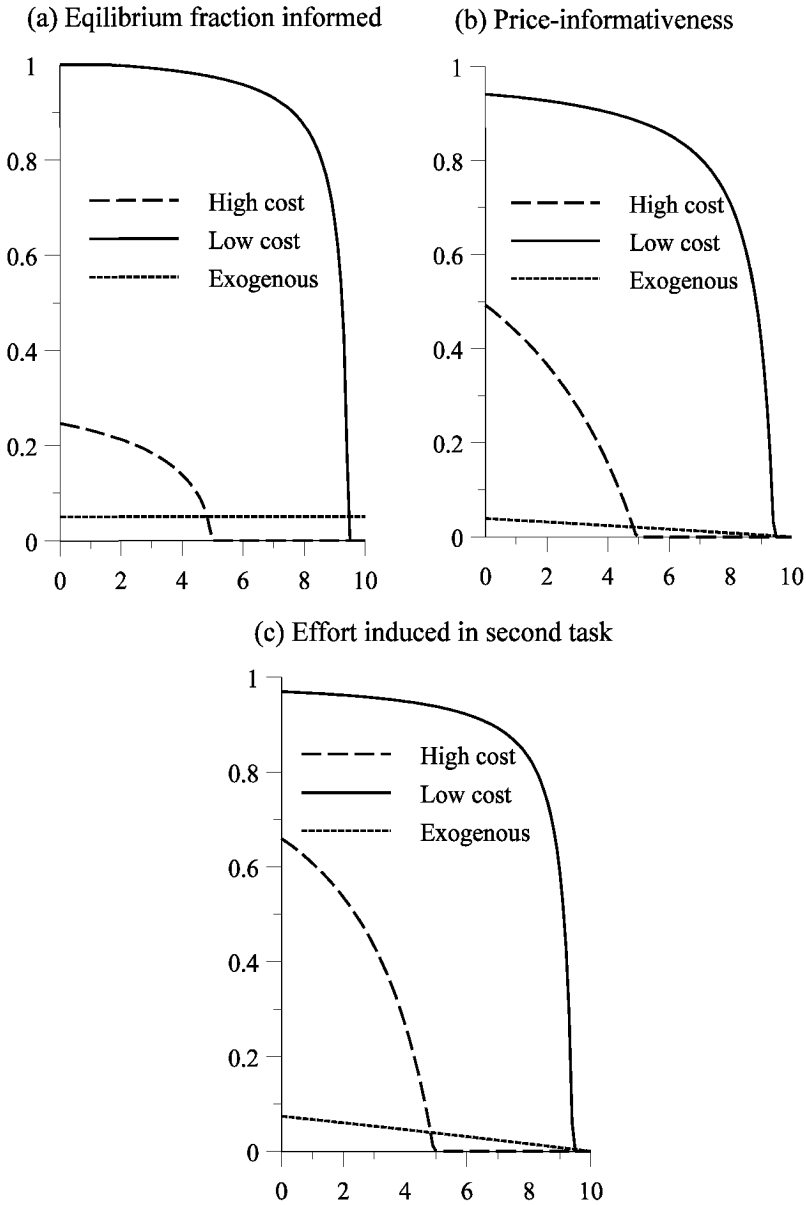 (a) Eqilibrium fraction informed
1
0.8
0.6
0.4
0.2
0
High cost
Low cost
Exogenous
0 2 4 6 8 10
(b) Price-informativeness
1
0.8
0.6
0.4
0.2
0
High cost
Low cost
Exogenous
0 2 4 6 8 10
(c) Effort induced in second task
1
0.8
0.6
0.4
0.2
0
High cost
Low cost
Exogenous
0 2 4 6 8 10